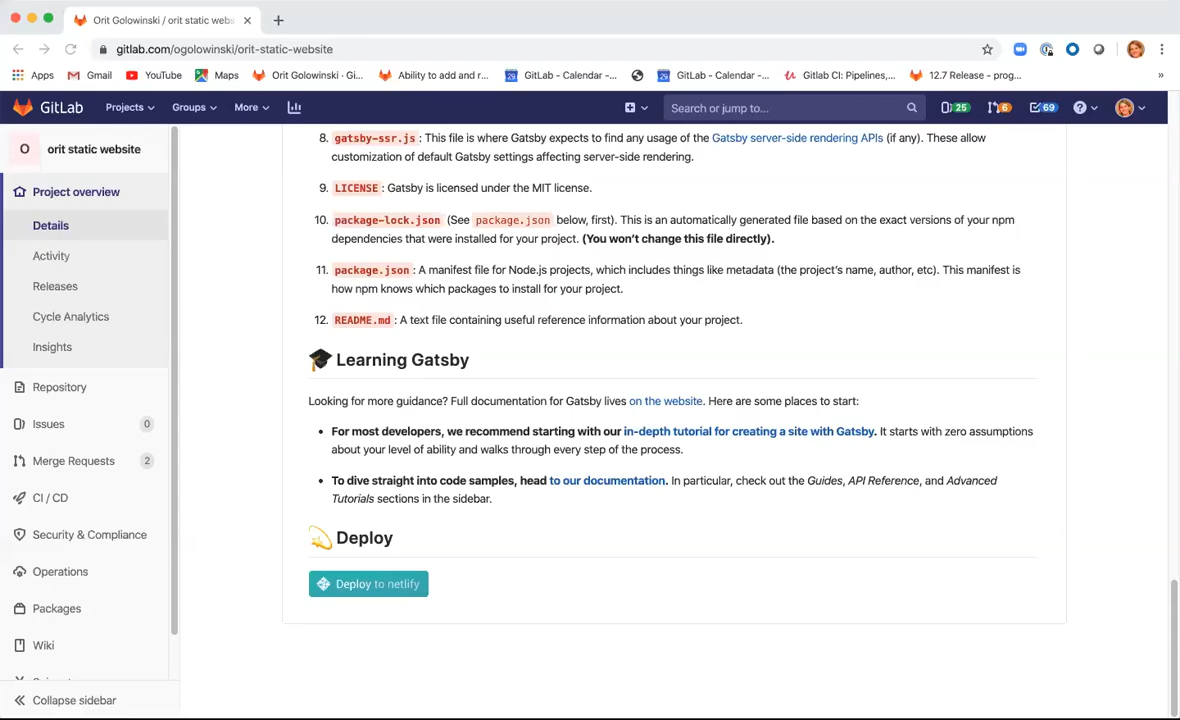 Orit Golowinski / orit static webs
gitlab.com/ogolowinski/orit-static-website
Apps Gmail YouTube Maps Orit Golowinski · Gi... Ability to add and r... GitLab - Calendar -... GitLab - Calendar -... Gitlab CI: Pipelines,... 12.7 Release - prog... »
GitLab Projects Groups More Search or jump to... 25 6 69
O orit static website
Project overview
Details
Activity
Releases
Cycle Analytics
Insights
Repository
Issues 0
Merge Requests 2
CI / CD
Security & Compliance
Operations
Packages
Wiki
Collapse sidebar
8. gatsby-ssr.js : This file is where Gatsby expects to find any usage of the Gatsby server-side rendering APIs (if any). These allow
customization of default Gatsby settings affecting server-side rendering.
9. LICENSE : Gatsby is licensed under the MIT license.
10. package-lock.json (See package.json below, first). This is an automatically generated file based on the exact versions of your npm
dependencies that were installed for your project. (You won’t change this file directly).
11. package.json : A manifest file for Node.js projects, which includes things like metadata (the project’s name, author, etc). This manifest is
how npm knows which packages to install for your project.
12. README.md : A text file containing useful reference information about your project.
🎓 Learning Gatsby
Looking for more guidance? Full documentation for Gatsby lives on the website. Here are some places to start:
• For most developers, we recommend starting with our in-depth tutorial for creating a site with Gatsby. It starts with zero assumptions
about your level of ability and walks through every step of the process.
• To dive straight into code samples, head to our documentation. In particular, check out the Guides, API Reference, and Advanced
Tutorials sections in the sidebar.
💫 Deploy
Deploy to netlify